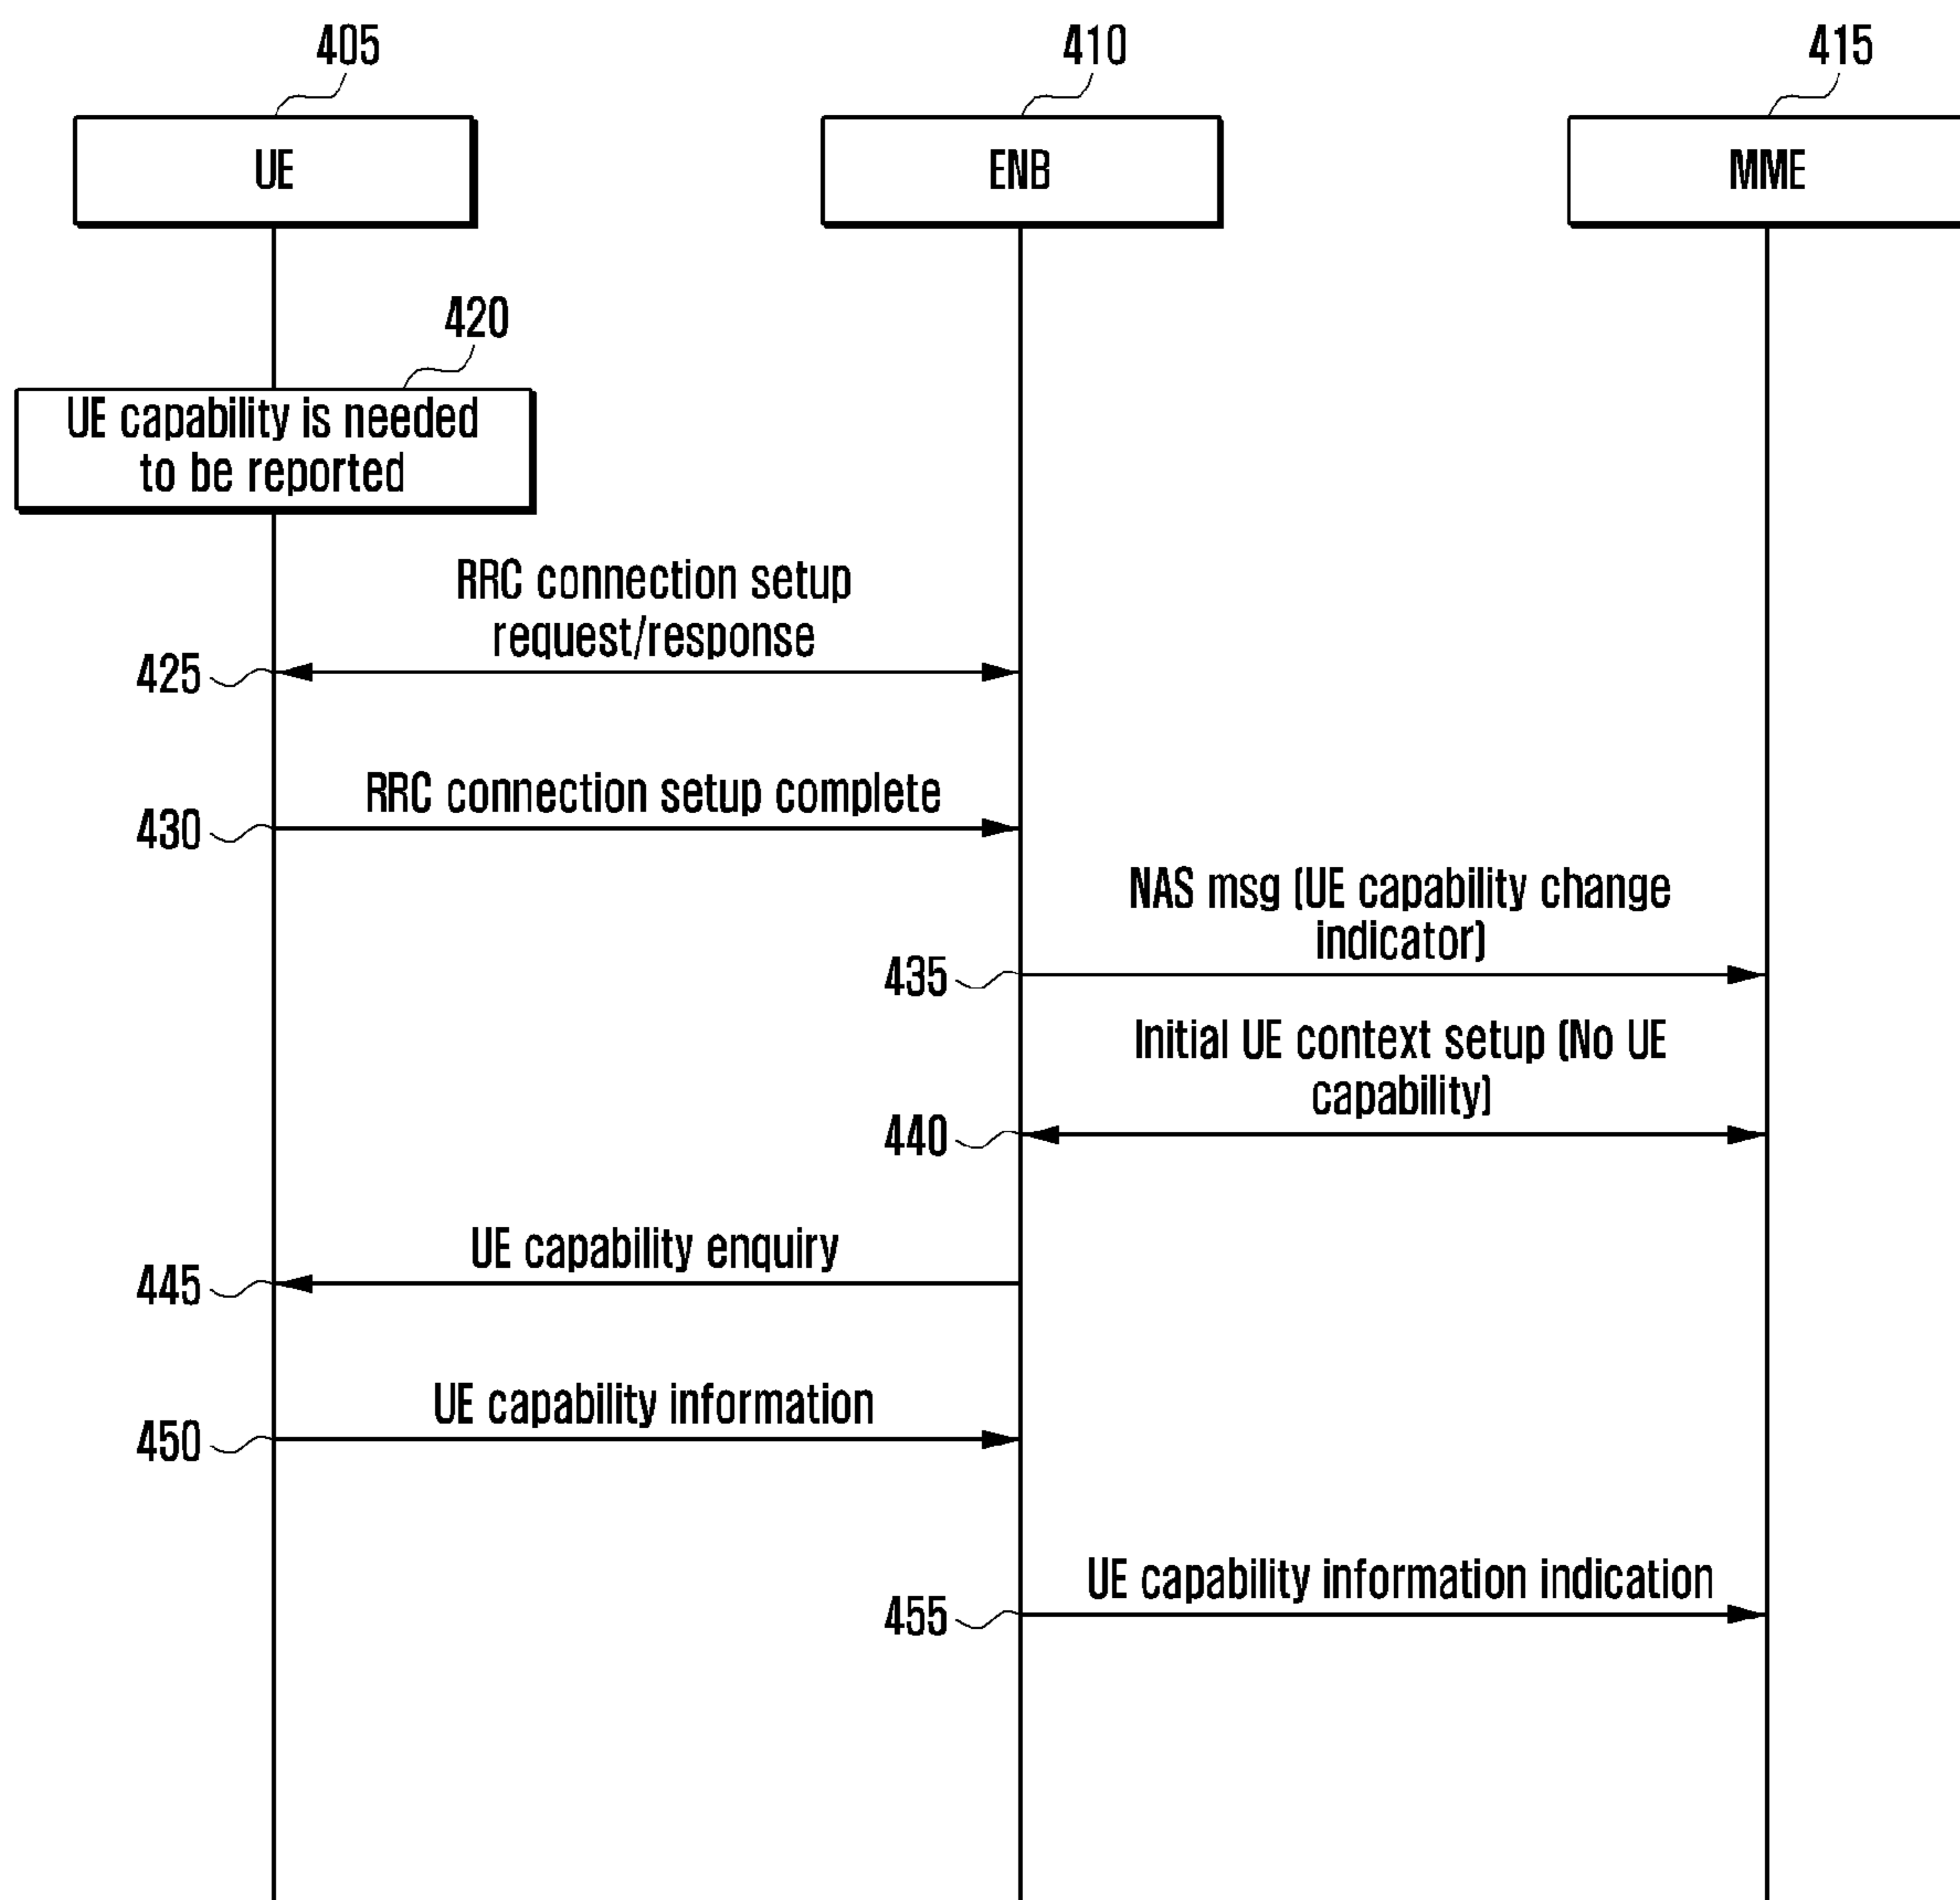 405
410
415
UE
ENB
MME
420
UE capability is needed
to be reported
RRC connection setup
request/response
425
RRC connection setup complete
430
NAS msg (UE capability change
indicator)
435
Initial UE context setup (No UE
capability)
440
UE capability enquiry
445
UE capability information
450
UE capability information indication
455